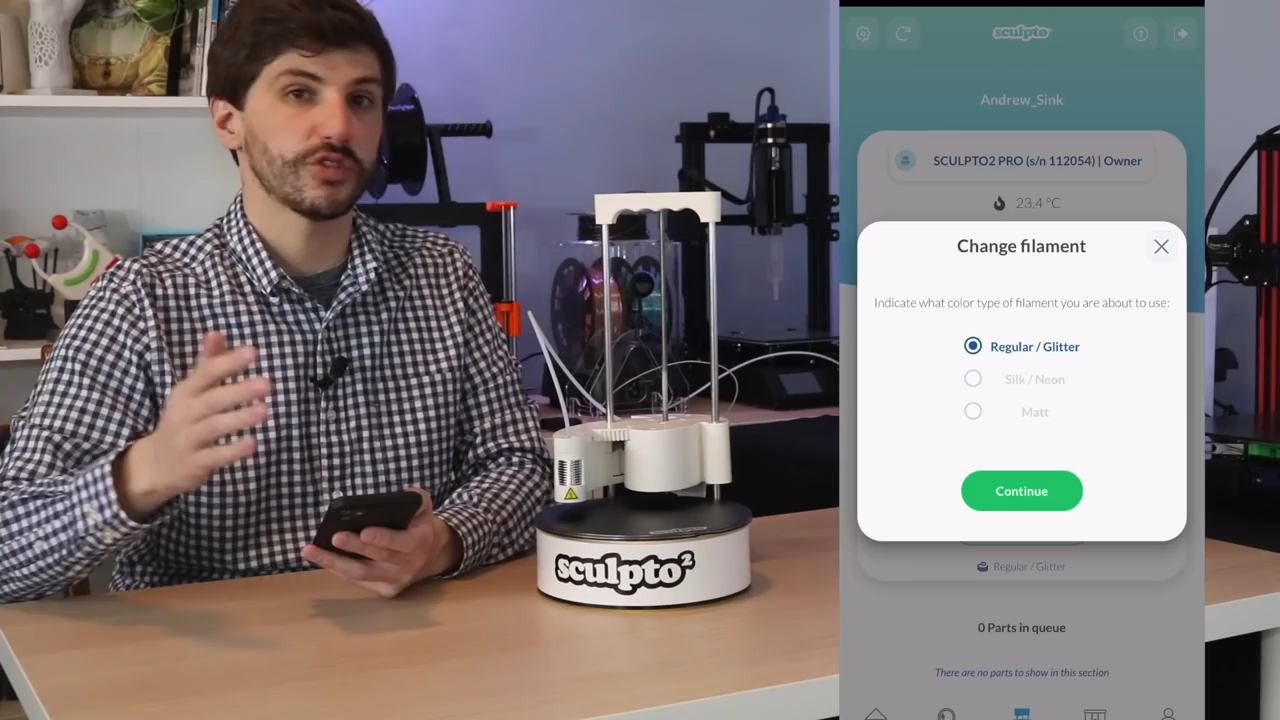 sculpto
Andrew_Sink
SCULPTO2 PRO (s/n 112054) | Owner
23.4 °C
Change filament
Indicate what color type of filament you are about to use:
Regular / Glitter
Silk / Neon
Matt
Continue
Regular / Glitter
0 Parts in queue
There are no parts to show in this section
sculpto²